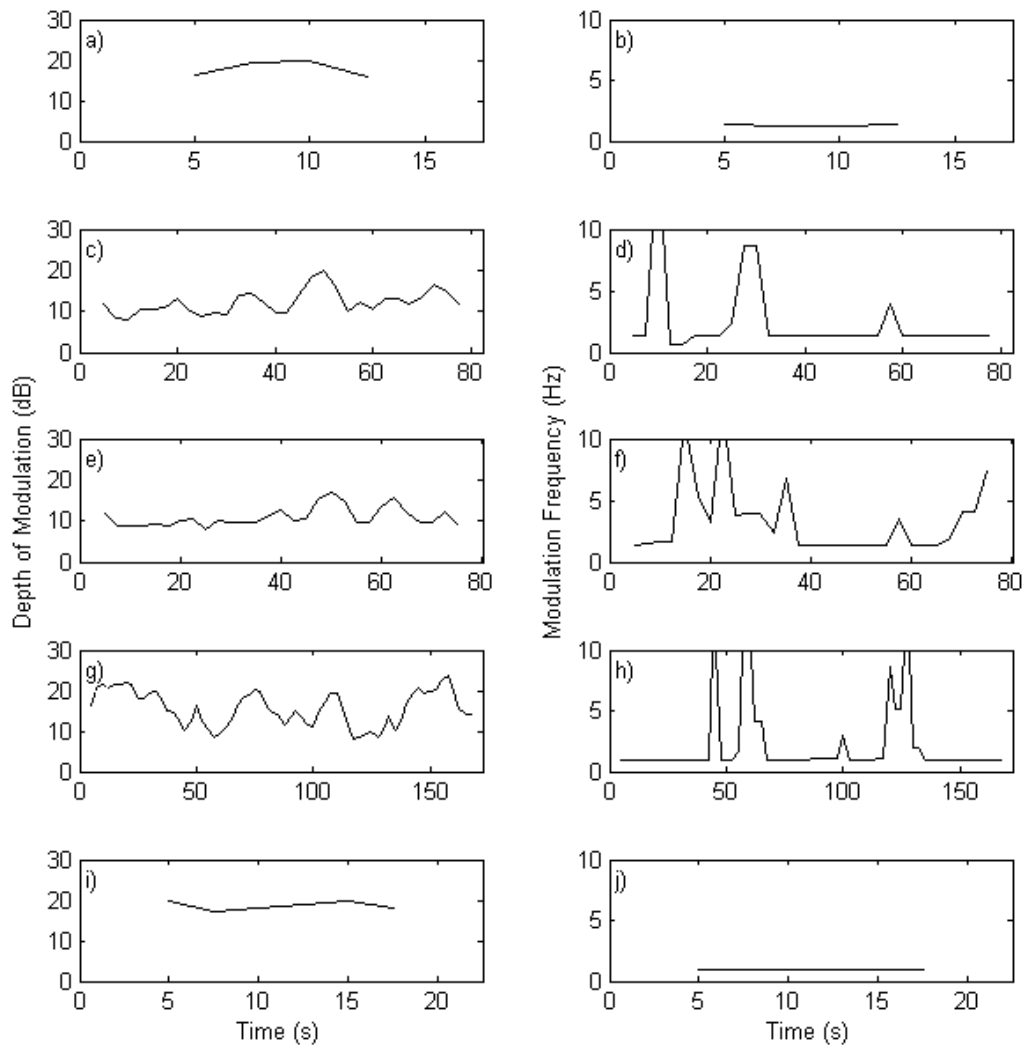 30
20
10
0
a)
0 5 10 15
10
5
0
b)
0 5 10 15
30
20
10
0
c)
0 20 40 60 80
10
5
0
d)
0 20 40 60 80
Depth of Modulation (dB)
Modulation Frequency (Hz)
30
20
10
0
e)
0 20 40 60 80
10
5
0
f)
0 20 40 60 80
30
20
10
0
g)
0 50 100 150
10
5
0
h)
0 50 100 150
30
20
10
0
i)
0 5 10 15 20
Time (s)
10
5
0
j)
0 5 10 15 20
Time (s)